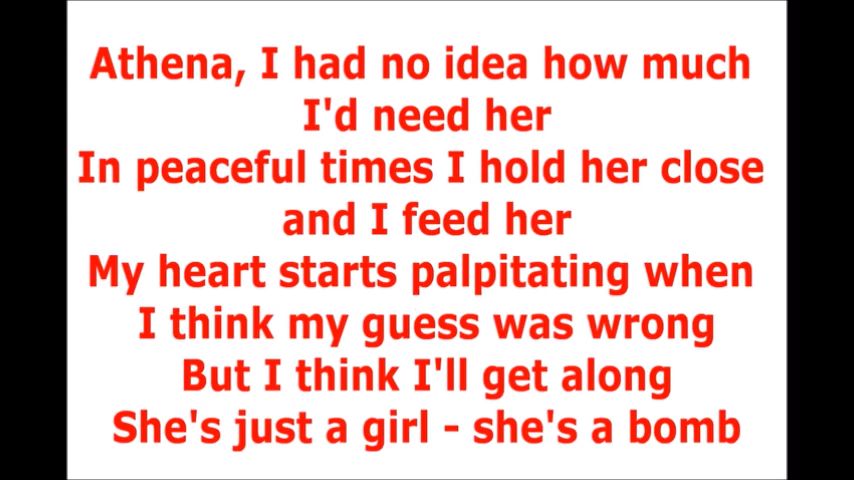 Athena, I had no idea how much
I'd need her
In peaceful times I hold her close
and I feed her
My heart starts palpitating when
I think my guess was wrong
But I think I'll get along
She's just a girl - she's a bomb